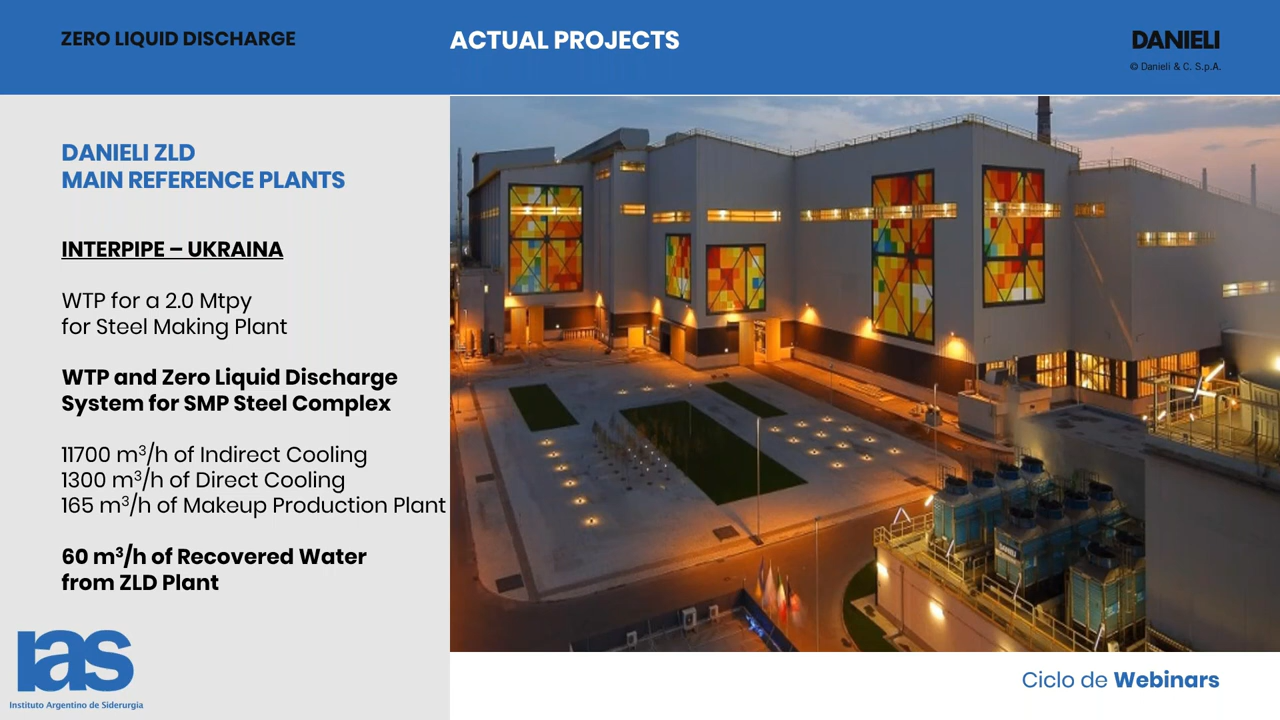 ZERO LIQUID DISCHARGE
ACTUAL PROJECTS
DANIELI
© Danieli & C. S.p.A.
DANIELI ZLD
MAIN REFERENCE PLANTS
INTERPIPE – UKRAINA
WTP for a 2.0 Mtpy
for Steel Making Plant
WTP and Zero Liquid Discharge
System for SMP Steel Complex
11700 m³/h of Indirect Cooling
1300 m³/h of Direct Cooling
165 m³/h of Makeup Production Plant
60 m³/h of Recovered Water
from ZLD Plant
DANIELI
ias
Instituto Argentino de Siderurgia
Ciclo de Webinars